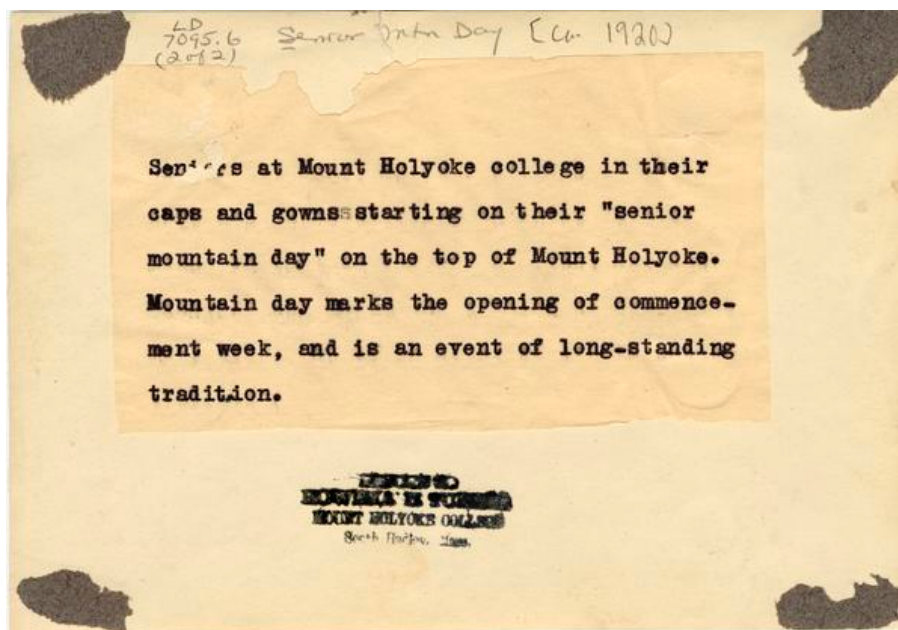 LD
7095.6
(2 of 2)
Senior Mtn Day [Ca. 1920]
Seniors at Mount Holyoke college in their
caps and gowns starting on their "senior
mountain day" on the top of Mount Holyoke.
Mountain day marks the opening of commence-
ment week, and is an event of long-standing
tradition.
MOUNT HOLYOKE COLLEGE
South Hadley, Mass.